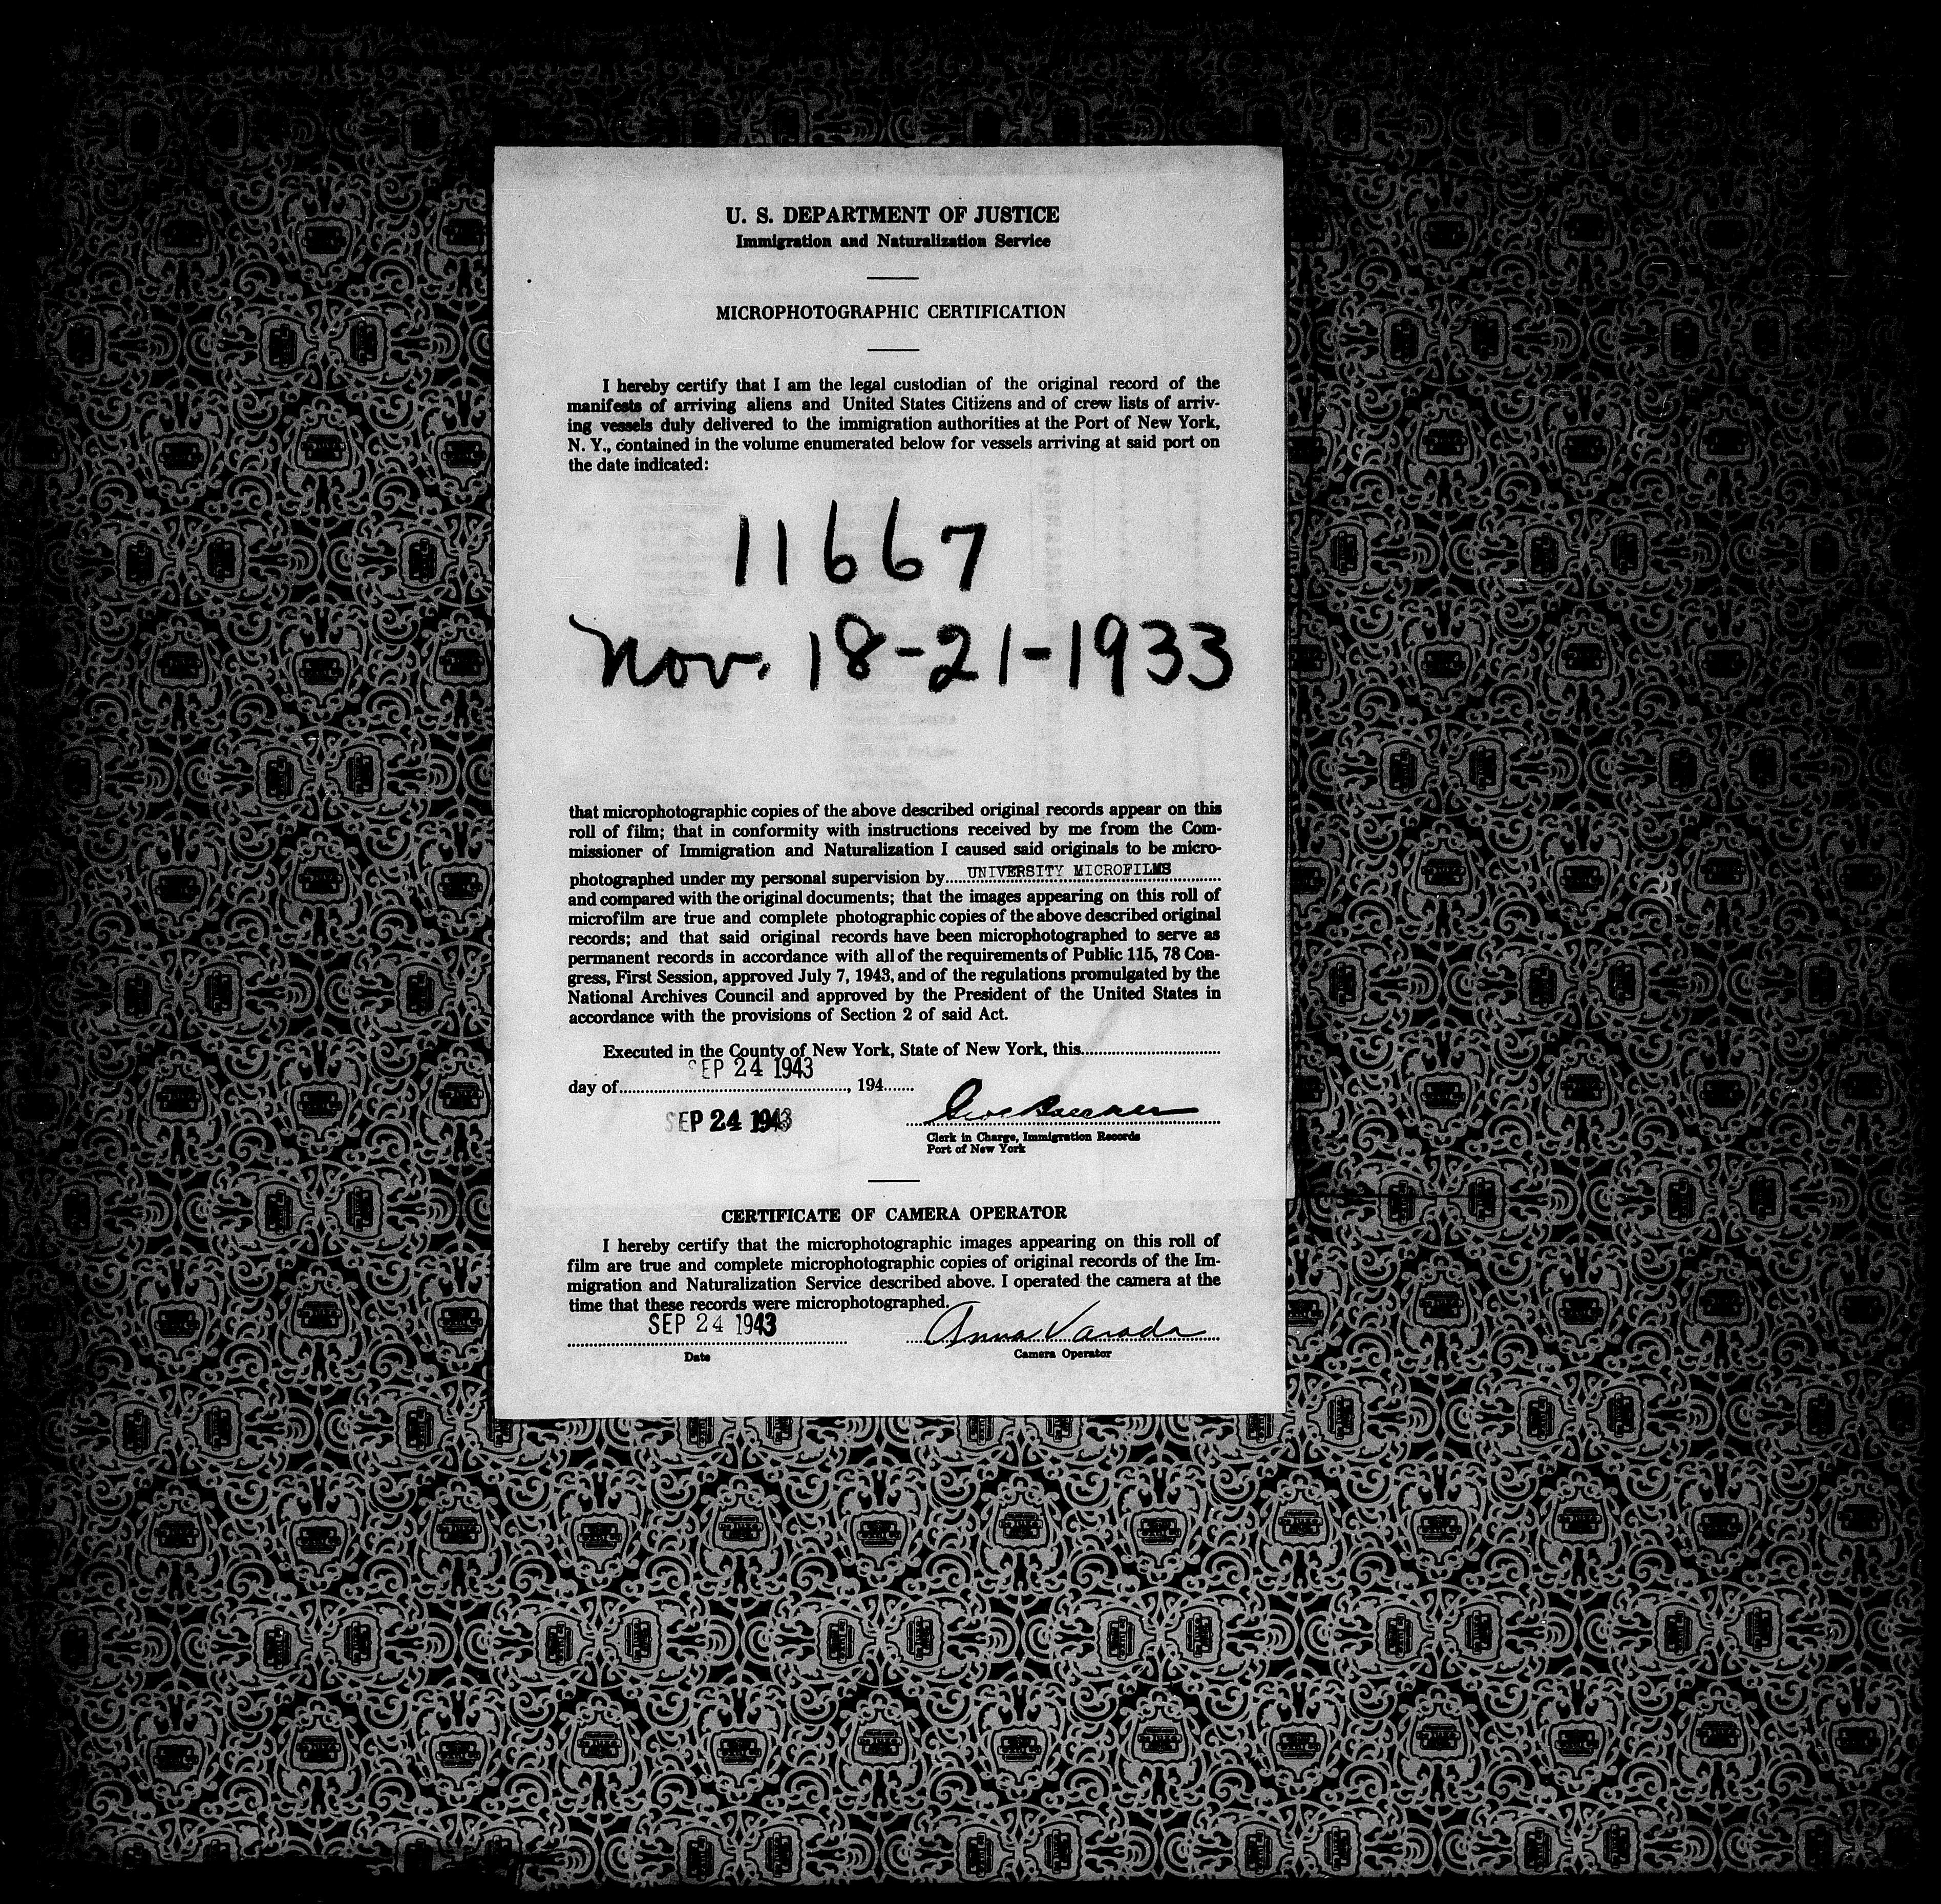 U. S. DEPARTMENT OF JUSTICE
Immigration and Naturalization Service
MICROPHOTOGRAPHIC CERTIFICATION
I hereby certify that I am the legal custodian of the original record of the
manifests of arriving aliens and United States Citizens and of crew lists of arriv-
ing vessels duly delivered to the immigration authorities at the Port of New York,
N. Y., contained in the volume enumerated below for vessels arriving at said port on
the date indicated:
11667
Nov. 18-21-1933
that microphotographic copies of the above described original records appear on this
roll of film; that in conformity with instructions received by me from the Com-
missioner of Immigration and Naturalization I caused said originals to be micro-
photographed under my personal supervision by UNIVERSITY MICROFILMS
and compared with the original documents; that the images appearing on this roll of
microfilm are true and complete photographic copies of the above described original
records; and that said original records have been microphotographed to serve as
permanent records in accordance with all of the requirements of Public 115, 78 Con-
gress, First Session, approved July 7, 1943, and of the regulations promulgated by the
National Archives Council and approved by the President of the United States in
accordance with the provisions of Section 2 of said Act.
Executed in the County of New York, State of New York, this
SEP 24 1943
day of , 194
SEP 24 1943
Clerk in Charge, Immigration Records
Port of New York
CERTIFICATE OF CAMERA OPERATOR
I hereby certify that the microphotographic images appearing on this roll of
film are true and complete microphotographic copies of original records of the Im-
migration and Naturalization Service described above. I operated the camera at the
time that these records were microphotographed.
SEP 24 1943 Anna Varada
Date Camera Operator